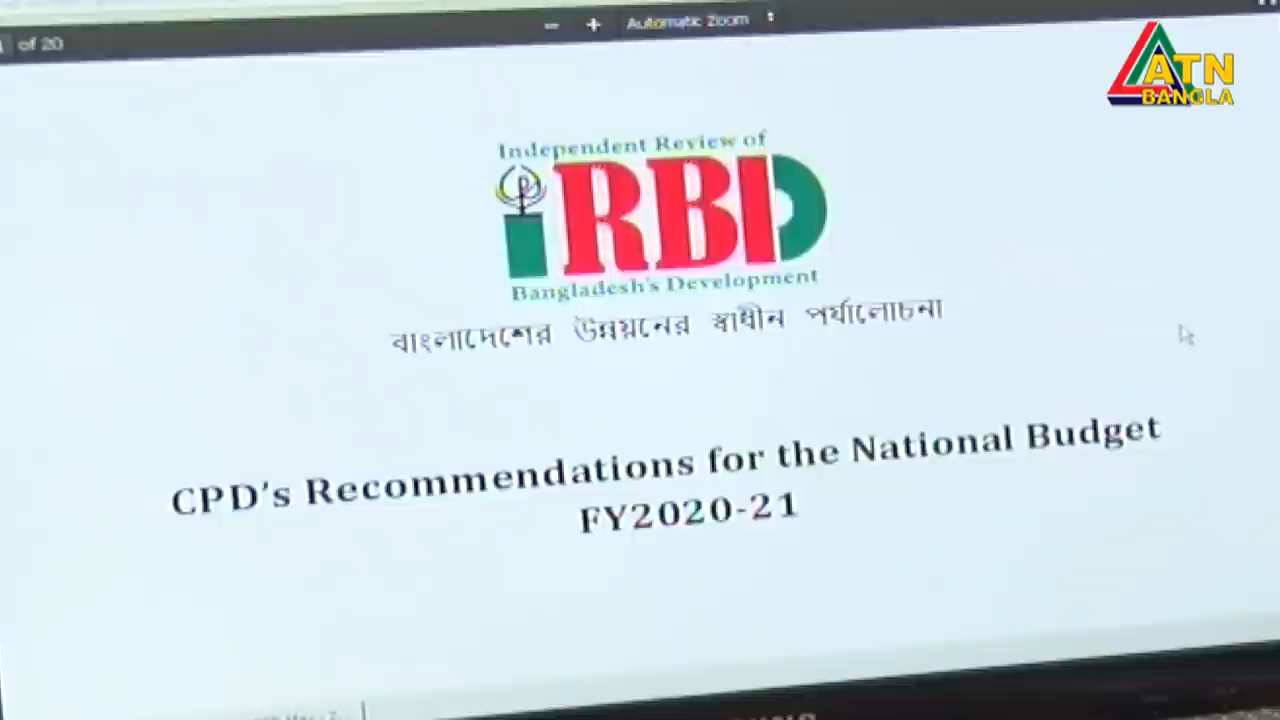 of 20
Automatic Zoom
ATN
BANGLA
Independent Review of
iRBD
Bangladesh's Development
বাংলাদেশের উন্নয়নের স্বাধীন পর্যালোচনা
CPD's Recommendations for the National Budget
FY2020-21